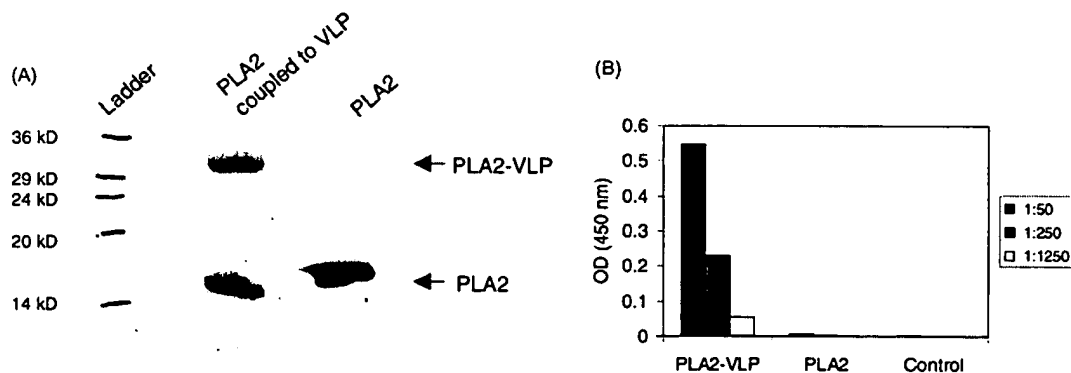 (A)
Ladder
PLA2
coupled to VLP
PLA2
36 kD
29 kD
24 kD
20 kD
14 kD
PLA2-VLP
PLA2
(B)
OD (450 nm)
0.6
0.5
0.4
0.3
0.2
0.1
0
PLA2-VLP
PLA2
Control
1:50
1:250
1:1250